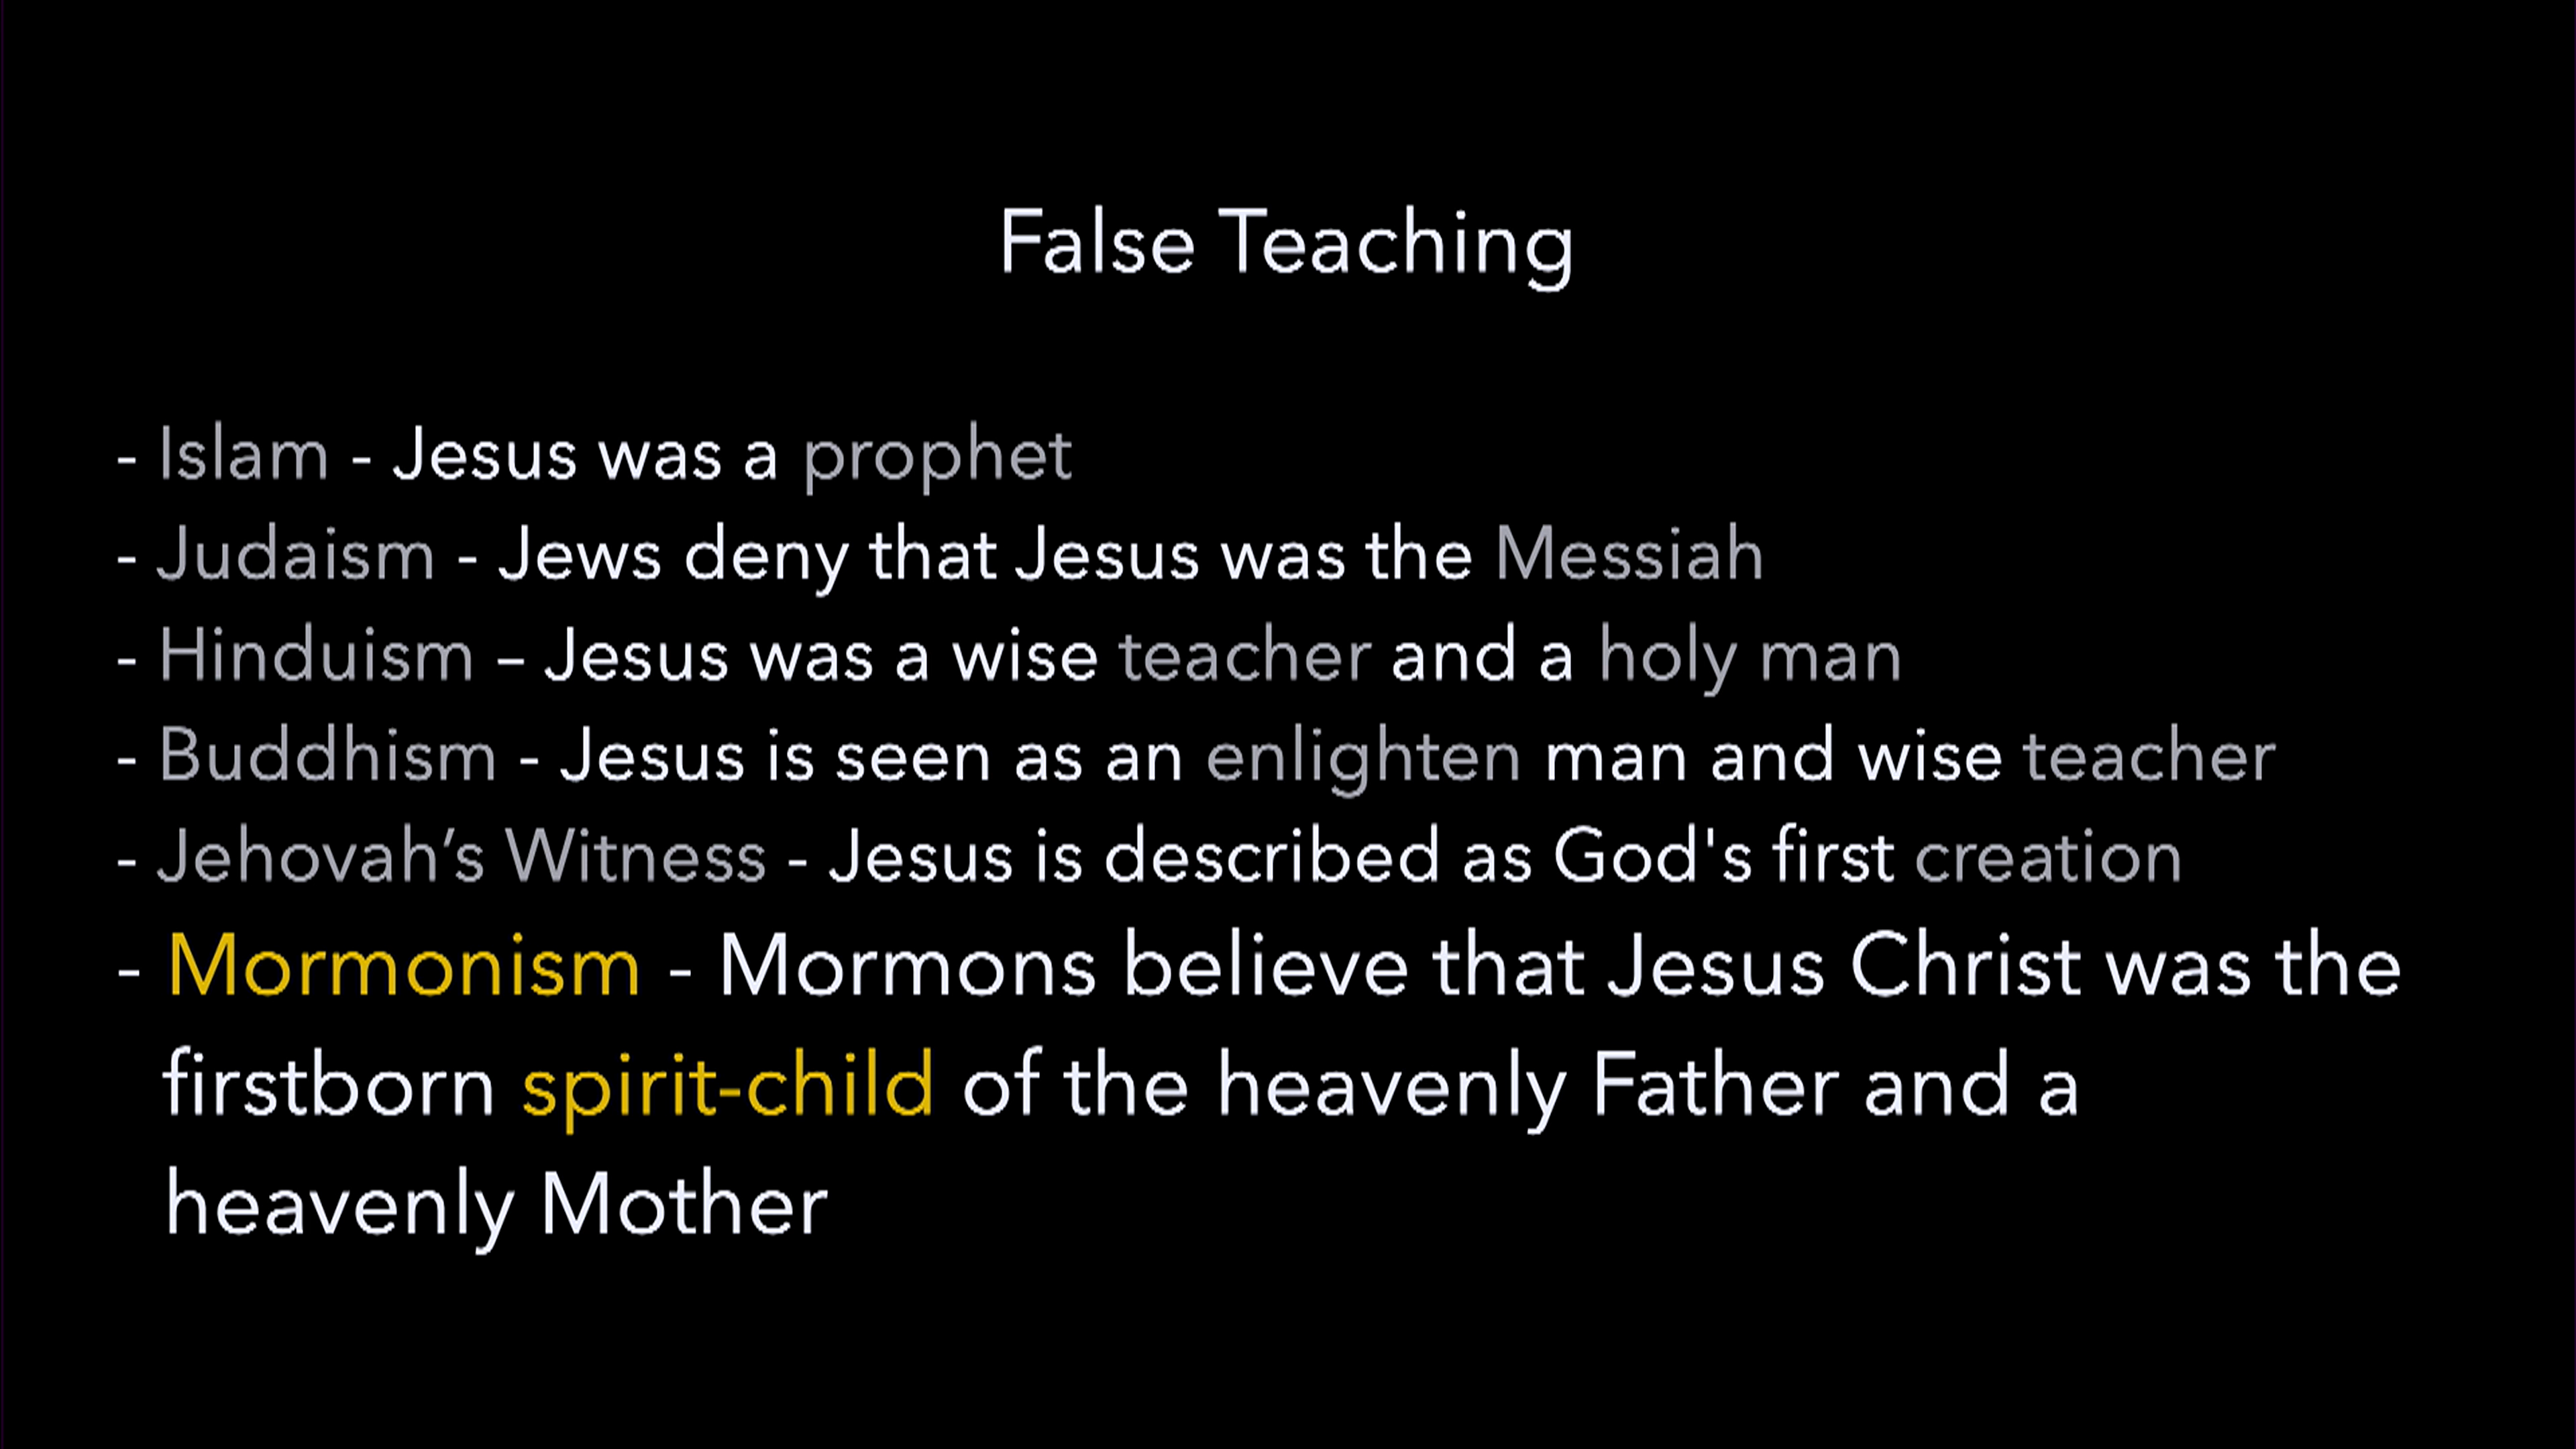 False Teaching
- Islam - Jesus was a prophet
- Judaism - Jews deny that Jesus was the Messiah
- Hinduism – Jesus was a wise teacher and a holy man
- Buddhism - Jesus is seen as an enlighten man and wise teacher
- Jehovah’s Witness - Jesus is described as God's first creation
- Mormonism - Mormons believe that Jesus Christ was the
firstborn spirit-child of the heavenly Father and a
heavenly Mother